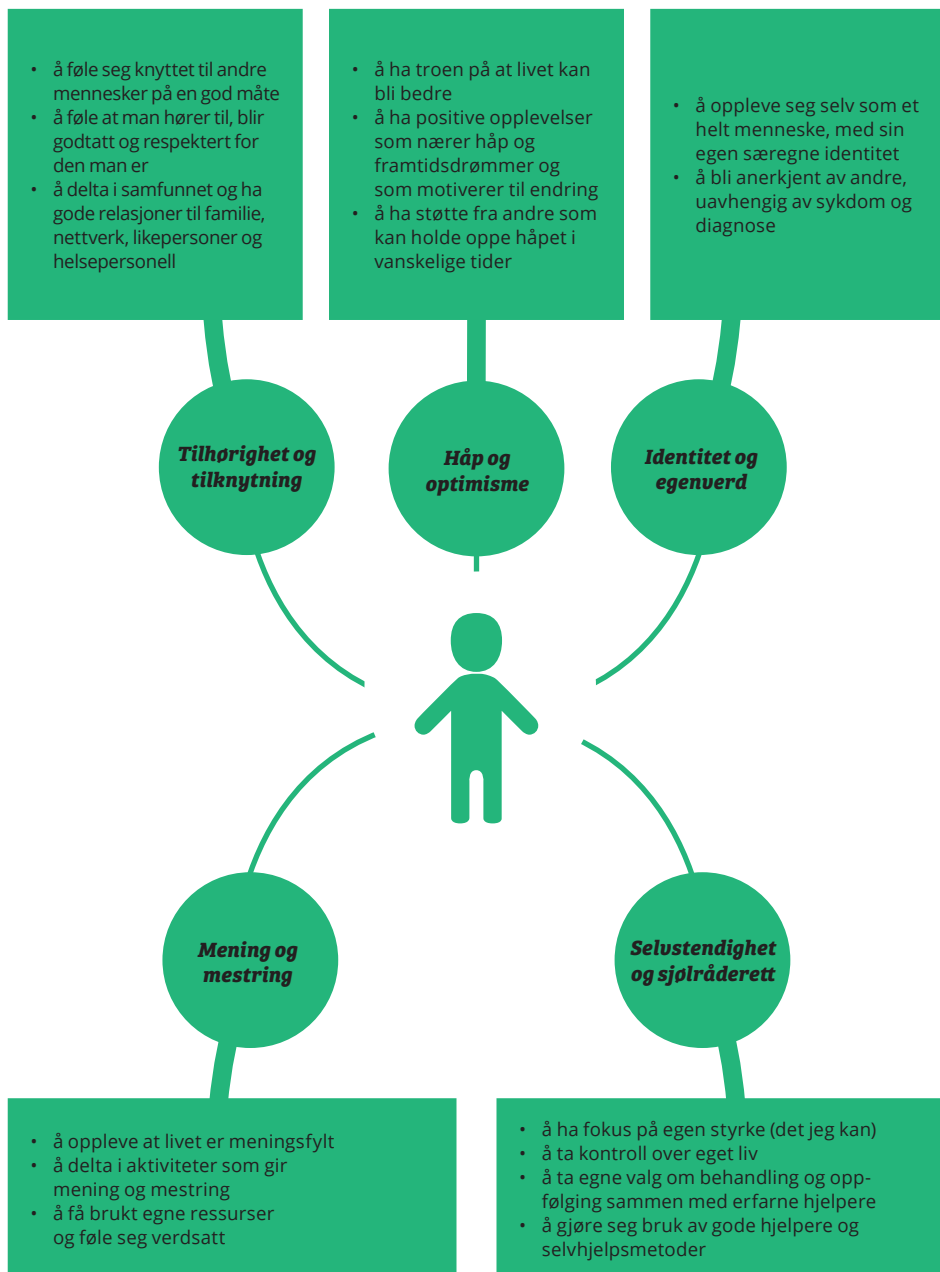 • å føle seg knyttet til andre
mennesker på en god måte
• å føle at man hører til, blir
godtatt og respektert for
den man er
• å delta i samfunnet og ha
gode relasjoner til familie,
nettverk, likepersoner og
helsepersonell
• å ha troen på at livet kan
bli bedre
• å ha positive opplevelser
som nærer håp og
framtidsdrømmer og
som motiverer til endring
• å ha støtte fra andre som
kan holde oppe håpet i
vanskelige tider
• å oppleve seg selv som et
helt menneske, med sin
egen særegne identitet
• å bli anerkjent av andre,
uavhengig av sykdom og
diagnose
Tilhørighet og
tilknytning
Håp og
optimisme
Identitet og
egenverd
Mening og
mestring
Selvstendighet
og sjølråderett
• å oppleve at livet er meningsfylt
• å delta i aktiviteter som gir
mening og mestring
• å få brukt egne ressurser
og føle seg verdsatt
• å ha fokus på egen styrke (det jeg kan)
• å ta kontroll over eget liv
• å ta egne valg om behandling og opp-
følging sammen med erfarne hjelpere
• å gjøre seg bruk av gode hjelpere og
selvhjelpsmetoder